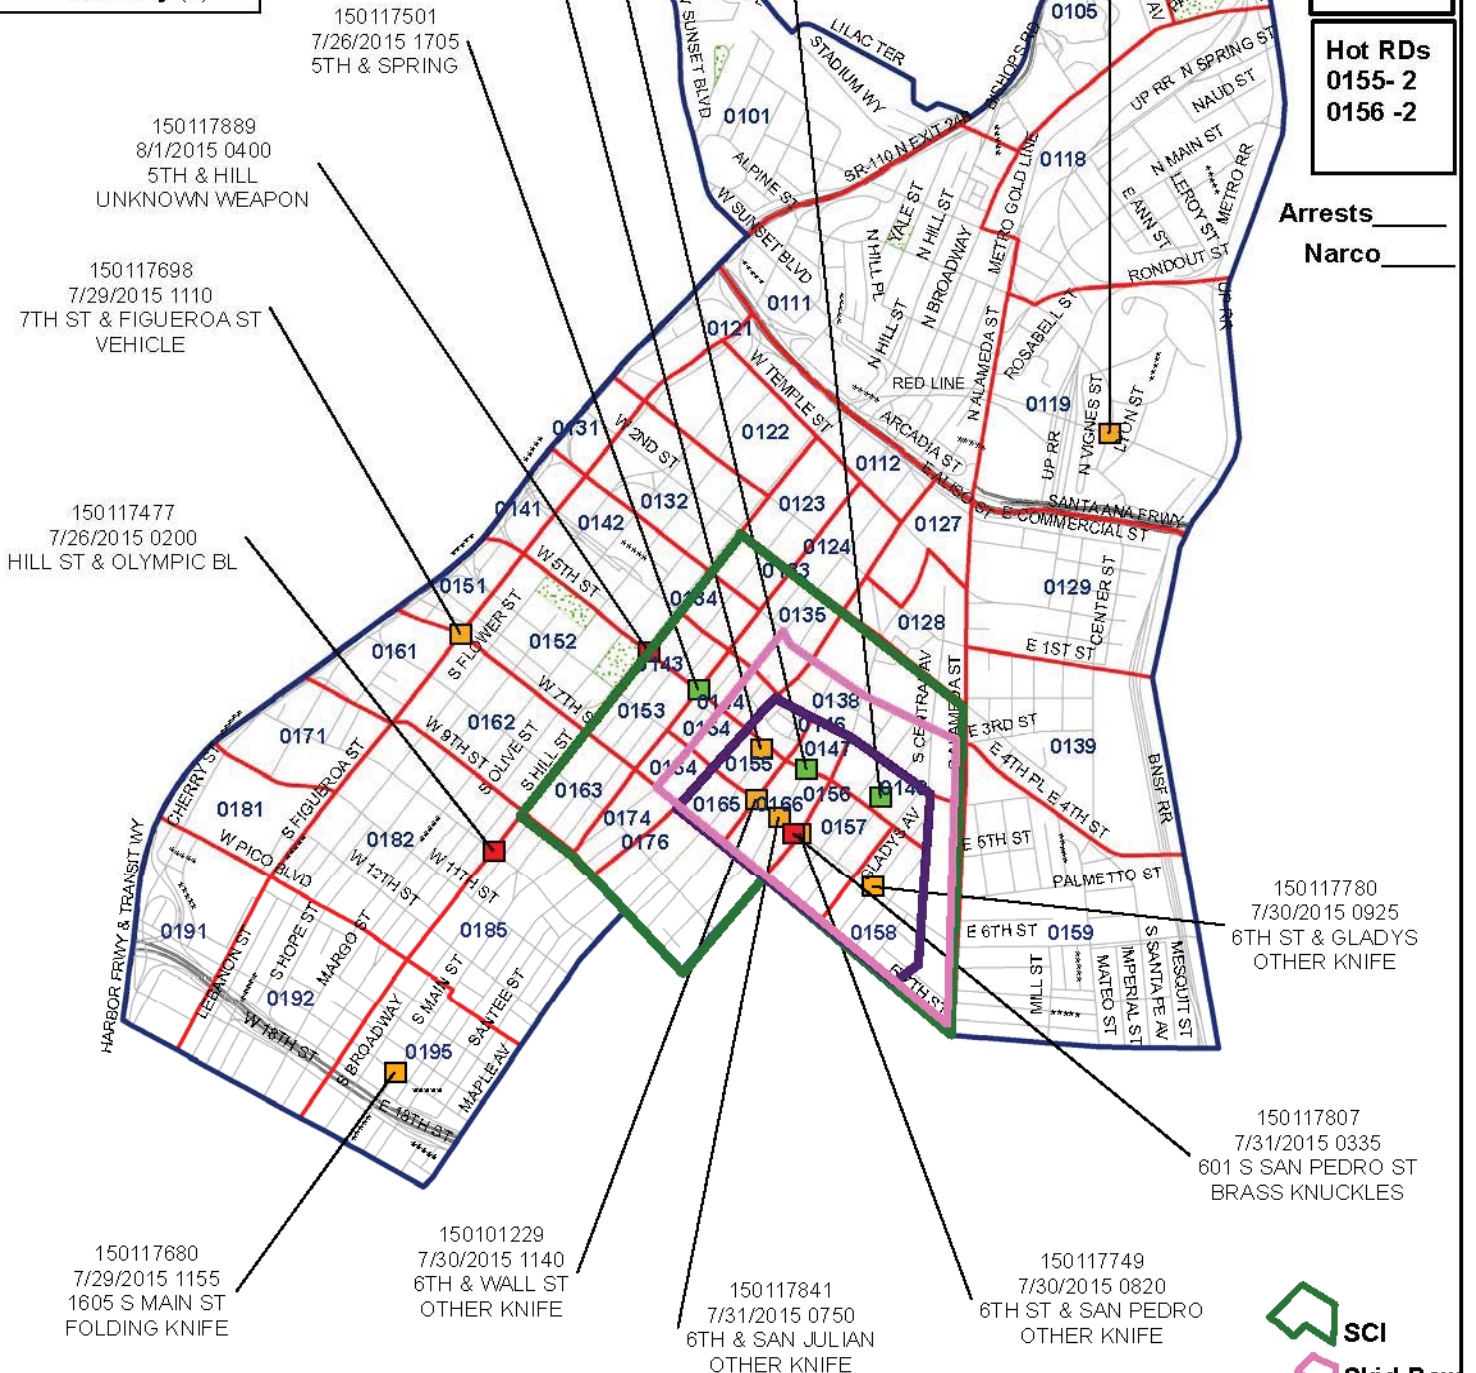 150117501
7/26/2015 1705
5TH & SPRING
150117889
8/1/2015 0400
5TH & HILL
UNKNOWN WEAPON
150117698
7/29/2015 1110
7TH ST & FIGUEROA ST
VEHICLE
150117477
7/26/2015 0200
HILL ST & OLYMPIC BL
Hot RDs
0155- 2
0156 -2
Arrests_____
Narco_____
0105
AV
LILAC TER
STADIUM WY
BISHOPS RD
SUNSET BLVD
0101
UP RR
N SPRING ST
NAUD ST
SR-110 N EXIT 24A
METRO GOLD LINE
0118
N MAIN ST
METRO RR
LEROY ST
E ANN ST
ALPINE ST
W SUNSET BLVD
YALE ST
N HILL ST
N HILL PL
N BROADWAY
RONDOUT ST
UP RR
0111
0121
N HILL ST
N ALAMEDA ST
ROSABELL ST
W TEMPLE ST
RED LINE
0119
N VIGNES ST
LYON ST
UP RR
0131
W 2ND ST
0122
ARCADIA ST
0112
E ALISO ST
0132
0123
0141
0142
0127
SANTA ANA FRWY
E COMMERCIAL ST
0124
0133
W 5TH ST
0151
0134
0135
0129
CENTER ST
0128
E 1ST ST
0161
S FLOWER ST
0152
0143
0144
0153
W 7TH S
0138
0146
S CENTRAL AV
S ALAMEDA ST
E 3RD ST
0171
0162
W 9TH ST
S OLIVE ST
S HILL ST
0154
0147
0139
E 4TH PL
E 4TH ST
BNSF RR
CHERRY ST
S FIGUEROA ST
0163
0164
0155
0148
0181
0174
0165
0166
0156
0176
0157
W PICO BLVD
0182
W 11TH ST
W 12TH ST
GLADYS AV
E 5TH ST
PALMETTO ST
HARBOR FRWY & TRANSIT WY
0191
0185
0158
E 6TH ST
0159
LEBANON ST
S HOPE ST
MARGO ST
0192
S MAIN ST
SANTEE ST
MILL ST
MATEO ST
IMPERIAL ST
S SANTA FE AV
MESQUIT ST
W 18TH ST
S BROADWAY
0195
MAPLE AV
E 18TH ST
150117780
7/30/2015 0925
6TH ST & GLADYS
OTHER KNIFE
150117807
7/31/2015 0335
601 S SAN PEDRO ST
BRASS KNUCKLES
150117680
7/29/2015 1155
1605 S MAIN ST
FOLDING KNIFE
150101229
7/30/2015 1140
6TH & WALL ST
OTHER KNIFE
150117841
7/31/2015 0750
6TH & SAN JULIAN
OTHER KNIFE
150117749
7/30/2015 0820
6TH ST & SAN PEDRO
OTHER KNIFE
SCI